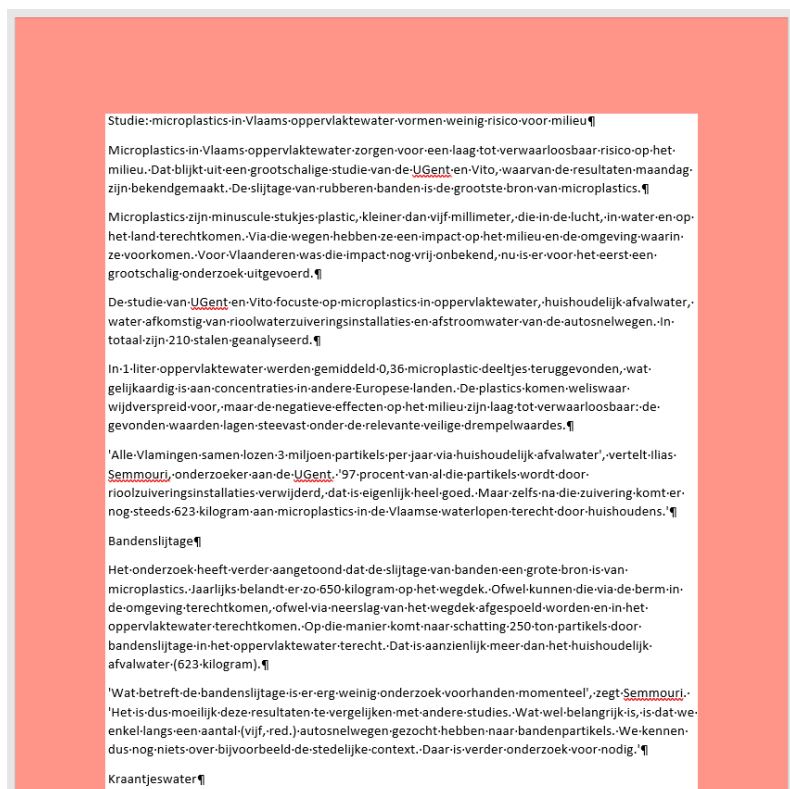 Studie: microplastics in Vlaams oppervlaktewater vormen weinig risico voor milieu¶
Microplastics in Vlaams oppervlaktewater zorgen voor een laag tot verwaarloosbaar risico op het
milieu. Dat blijkt uit een grootschalige studie van de UGent en Vito, waarvan de resultaten maandag
zijn bekendgemaakt. De slijtage van rubberen banden is de grootste bron van microplastics.¶
Microplastics zijn minuscule stukjes plastic, kleiner dan vijf millimeter, die in de lucht, in water en op
het land terechtkomen. Via die wegen hebben ze een impact op het milieu en de omgeving waarin
ze voorkomen. Voor Vlaanderen was die impact nog vrij onbekend, nu is er voor het eerst een
grootschalig onderzoek uitgevoerd.¶
De studie van UGent en Vito focuste op microplastics in oppervlaktewater, huishoudelijk afvalwater,
water afkomstig van rioolwaterzuiveringsinstallaties en afstroomwater van de autosnelwegen. In
totaal zijn 210 stalen geanalyseerd.¶
In 1 liter oppervlaktewater werden gemiddeld 0,36 microplastic deeltjes teruggevonden, wat
gelijkaardig is aan concentraties in andere Europese landen. De plastics komen weliswaar
wijdverspreid voor, maar de negatieve effecten op het milieu zijn laag tot verwaarloosbaar: de
gevonden waarden lagen steevast onder de relevante veilige drempelwaardes.¶
'Alle Vlamingen samen lozen 3 miljoen partikels per jaar via huishoudelijk afvalwater', vertelt Ilias
Semmouri, onderzoeker aan de UGent. '97 procent van al die partikels wordt door
rioolzuiveringsinstallaties verwijderd, dat is eigenlijk heel goed. Maar zelfs na die zuivering komt er
nog steeds 623 kilogram aan microplastics in de Vlaamse waterlopen terecht door huishoudens.'¶
Bandenslijtage¶
Het onderzoek heeft verder aangetoond dat de slijtage van banden een grote bron is van
microplastics. Jaarlijks belandt er zo 650 kilogram op het wegdek. Ofwel kunnen die via de berm in
de omgeving terechtkomen, ofwel via neerslag van het wegdek afgespoeld worden en in het
oppervlaktewater terechtkomen. Op die manier komt naar schatting 250 ton partikels door
bandenslijtage in het oppervlaktewater terecht. Dat is aanzienlijk meer dan het huishoudelijk
afvalwater (623 kilogram).¶
'Wat betreft de bandenslijtage is er erg weinig onderzoek voorhanden momenteel', zegt Semmouri.
'Het is dus moeilijk deze resultaten te vergelijken met andere studies. Wat wel belangrijk is, is dat we
enkel langs een aantal (vijf, red.) autosnelwegen gezocht hebben naar bandenpartikels. We kennen
dus nog niets over bijvoorbeeld de stedelijke context. Daar is verder onderzoek voor nodig.'¶
Kraantjeswater¶